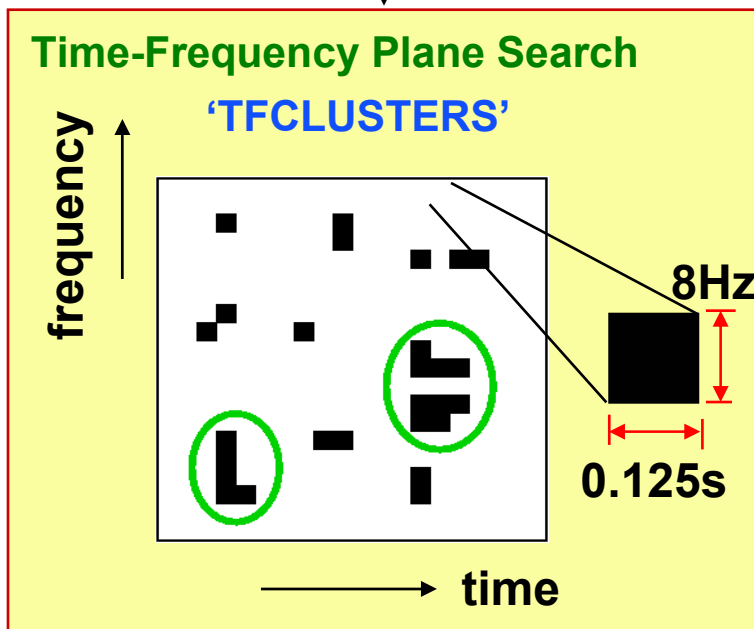 Time-Frequency Plane Search
‘TFCLUSTERS’
frequency
8Hz
0.125s
time